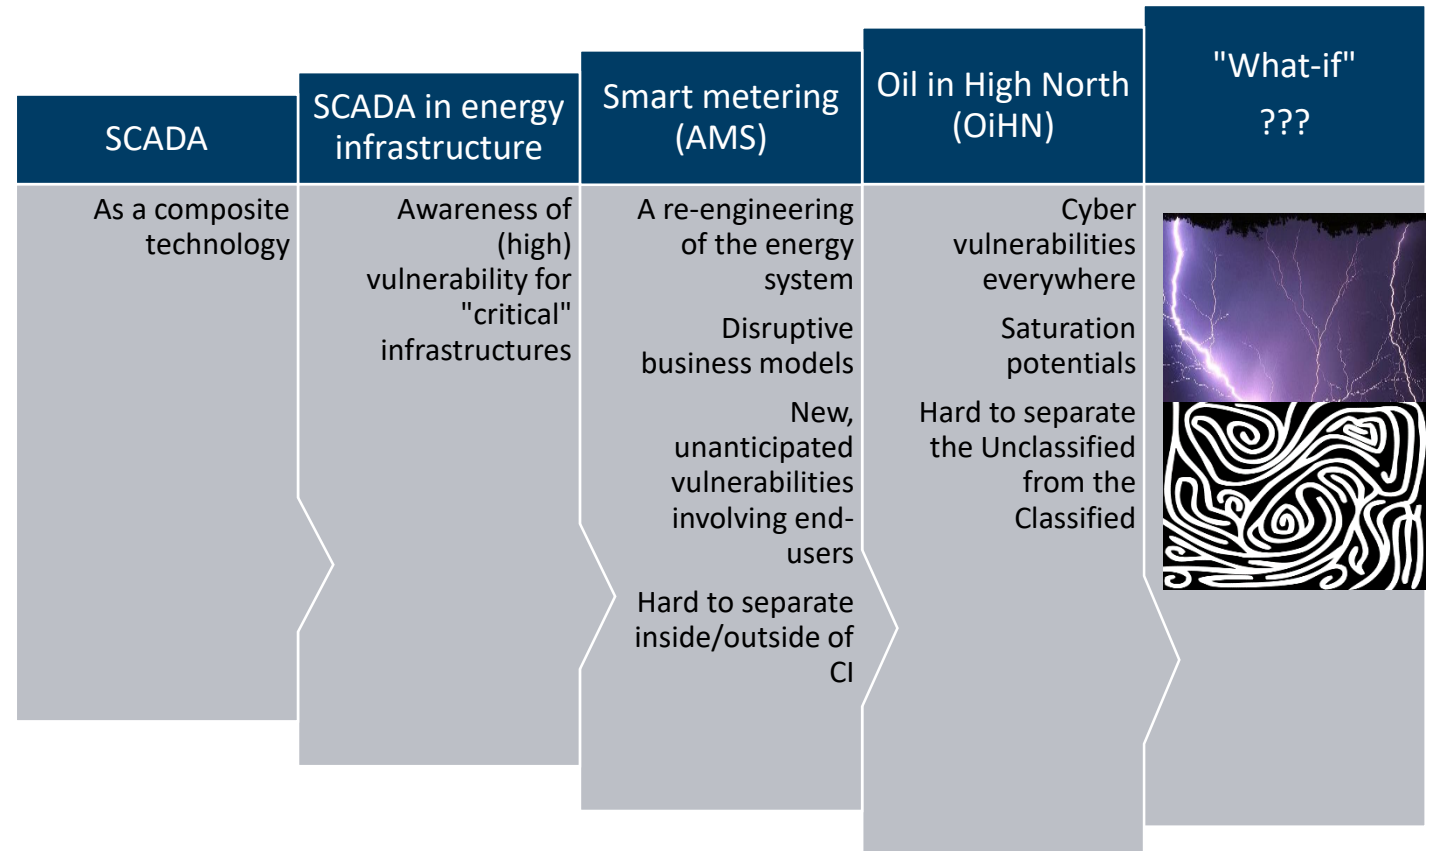 SCADA
As a composite
technology
SCADA in energy
infrastructure
Awareness of
(high)
vulnerability for
"critical"
infrastructures
Smart metering
(AMS)
A re-engineering
of the energy
system
Disruptive
business models
New,
unanticipated
vulnerabilities
involving end-
users
Hard to separate
inside/outside of
CI
Oil in High North
(OiHN)
Cyber
vulnerabilities
everywhere
Saturation
potentials
Hard to separate
the Unclassified
from the
Classified
"What-if"
???